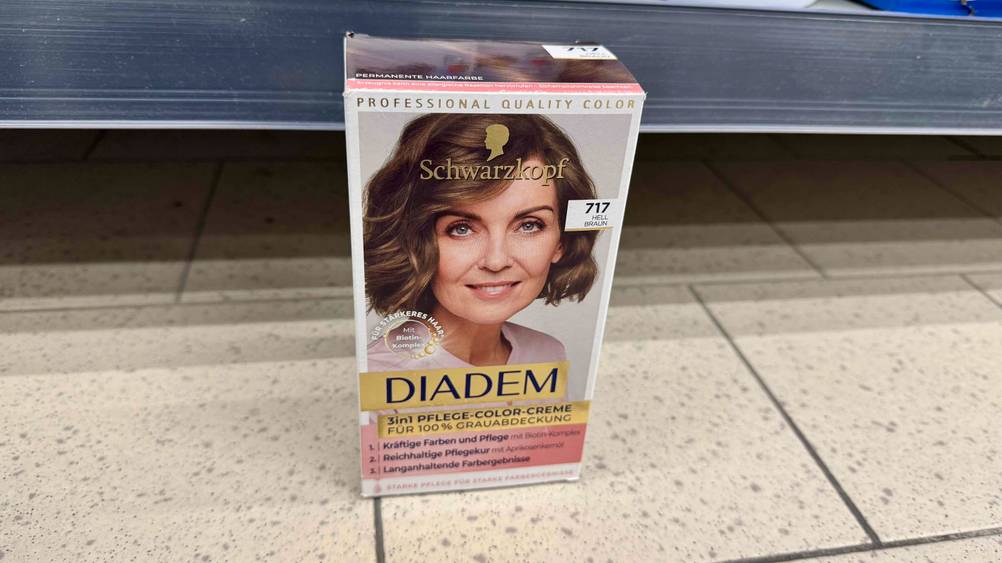 717
PERMANENTE HAARFARBE
PROFESSIONAL QUALITY COLOR
Schwarzkopf
717
HELL
BRAUN
FÜR STÄRKERES HAAR
Mit
Biotin-
Komplex
DIADEM
3in1 PFLEGE-COLOR-CREME
FÜR 100% GRAUABDECKUNG
1. Kräftige Farben und Pflege mit Biotin-Komplex
2. Reichhaltige Pflegekur mit Aprikosenkernöl
3. Langanhaltende Farbergebnisse
STARKE PFLEGE FÜR STARKE FARBERGEBNISSE